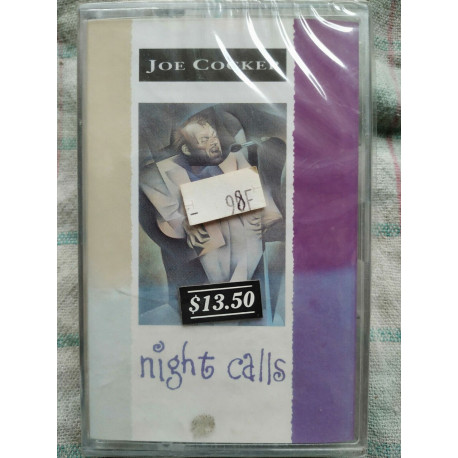 JOE COCKER
98F
$13.50
night calls